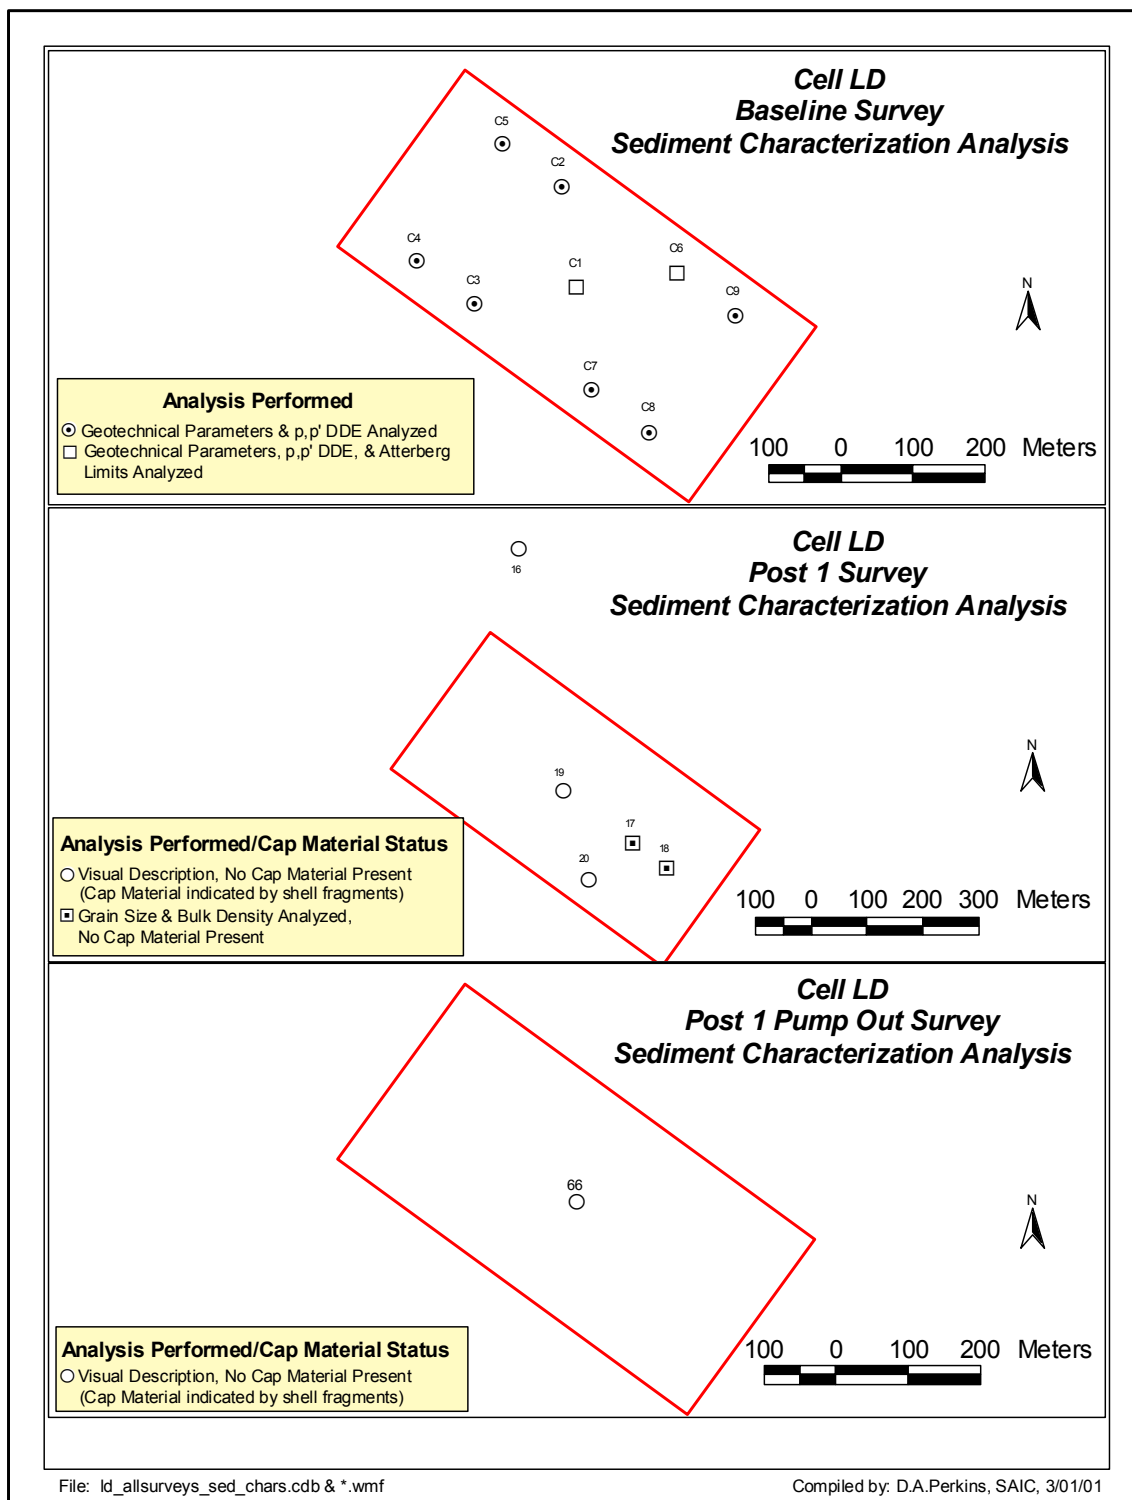 Cell LD
Baseline Survey
Sediment Characterization Analysis
C5
C2
C4
C3
C1
C6
C9
C7
C8
N
Analysis Performed
Geotechnical Parameters & p,p' DDE Analyzed
Geotechnical Parameters, p,p' DDE, & Atterberg
Limits Analyzed
100 0 100 200 Meters
Cell LD
Post 1 Survey
Sediment Characterization Analysis
16
19
17
18
20
N
Analysis Performed/Cap Material Status
Visual Description, No Cap Material Present
(Cap Material indicated by shell fragments)
Grain Size & Bulk Density Analyzed,
No Cap Material Present
100 0 100 200 300 Meters
Cell LD
Post 1 Pump Out Survey
Sediment Characterization Analysis
66
N
Analysis Performed/Cap Material Status
Visual Description, No Cap Material Present
(Cap Material indicated by shell fragments)
100 0 100 200 Meters
File: ld_allsurveys_sed_chars.cdb & *.wmf
Compiled by: D.A.Perkins, SAIC, 3/01/01